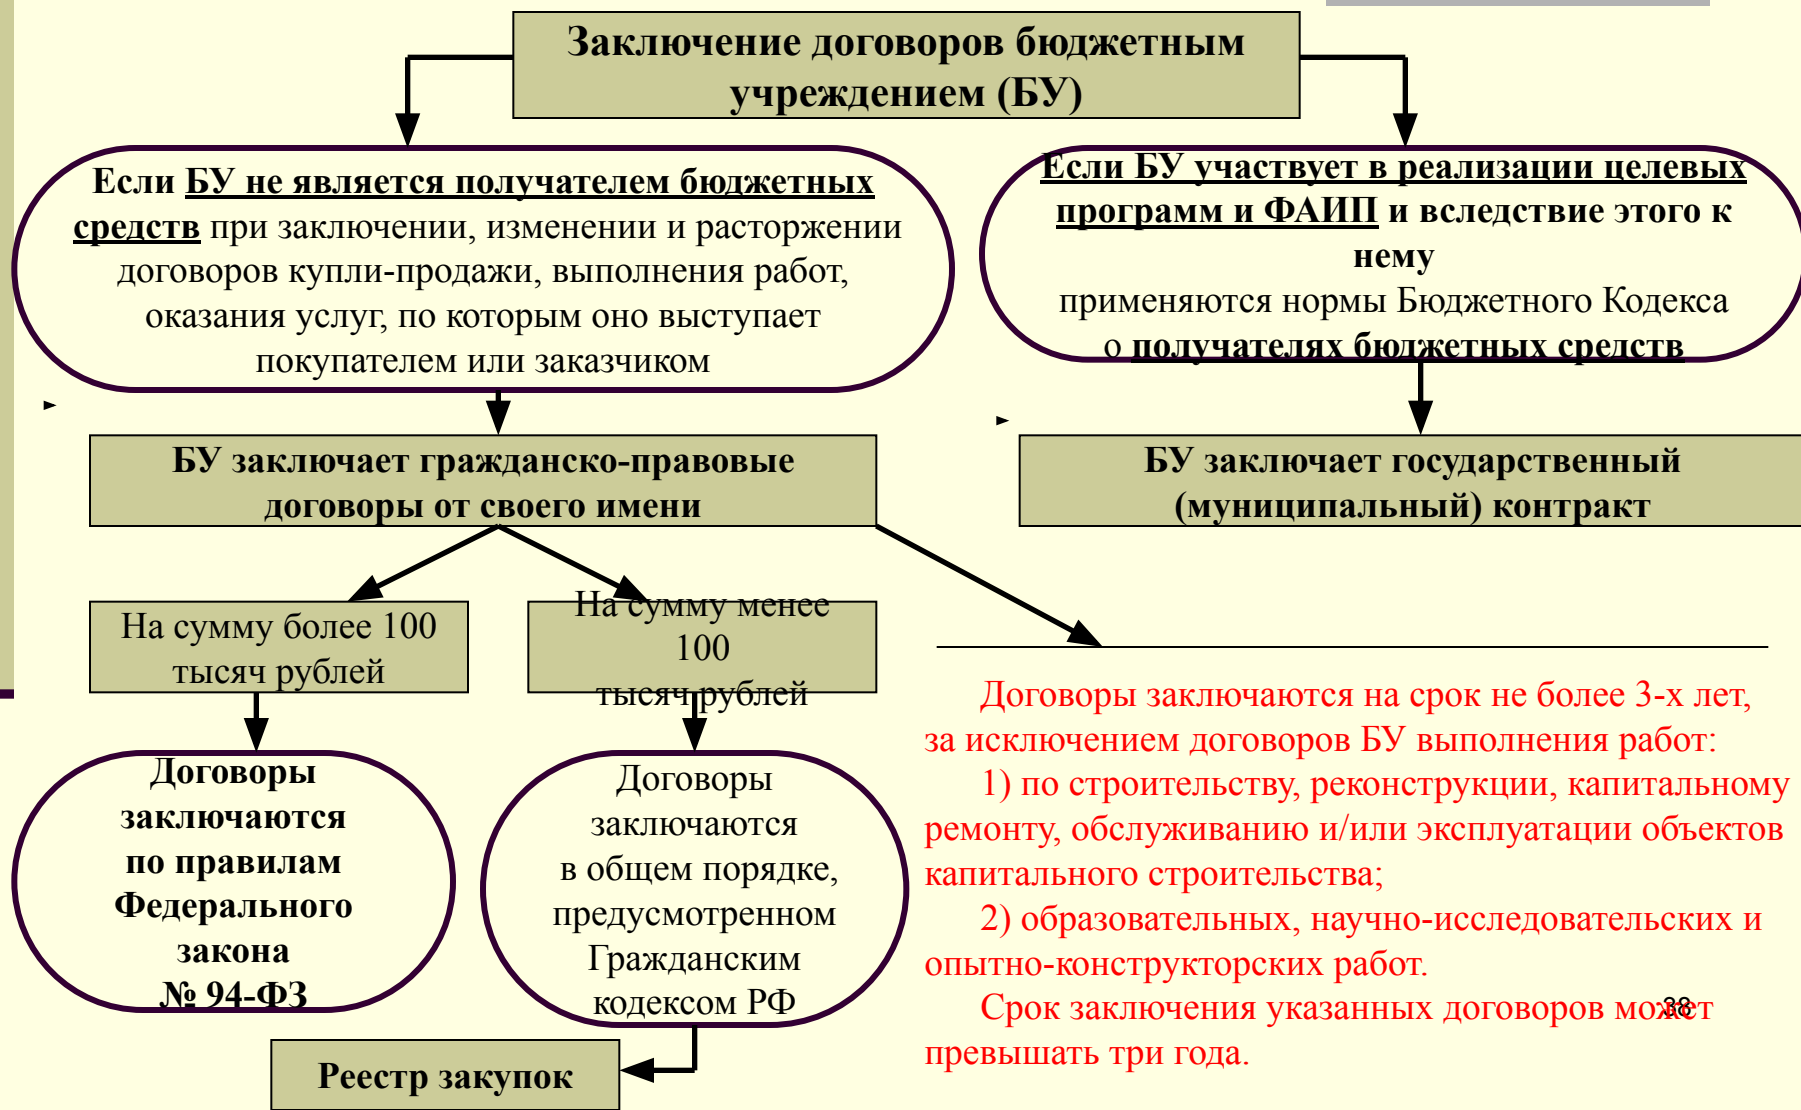 Заключение договоров бюджетным
учреждением (БУ)
Если БУ не является получателем бюджетных
средств при заключении, изменении и расторжении
договоров купли-продажи, выполнения работ,
оказания услуг, по которым оно выступает
покупателем или заказчиком
Если БУ участвует в реализации целевых
программ и ФАИП и вследствие этого к
нему
применяются нормы Бюджетного Кодекса
о получателях бюджетных средств
БУ заключает гражданско-правовые
договоры от своего имени
БУ заключает государственный
(муниципальный) контракт
На сумму более 100
тысяч рублей
На сумму менее
100
тысяч рублей
Договоры
заключаются
по правилам
Федерального
закона
№ 94-ФЗ
Договоры
заключаются
в общем порядке,
предусмотренном
Гражданским
кодексом РФ
Реестр закупок
Договоры заключаются на срок не более 3-х лет,
за исключением договоров БУ выполнения работ:
1) по строительству, реконструкции, капитальному
ремонту, обслуживанию и/или эксплуатации объектов
капитального строительства;
2) образовательных, научно-исследовательских и
опытно-конструкторских работ.
Срок заключения указанных договоров может
превышать три года.
38